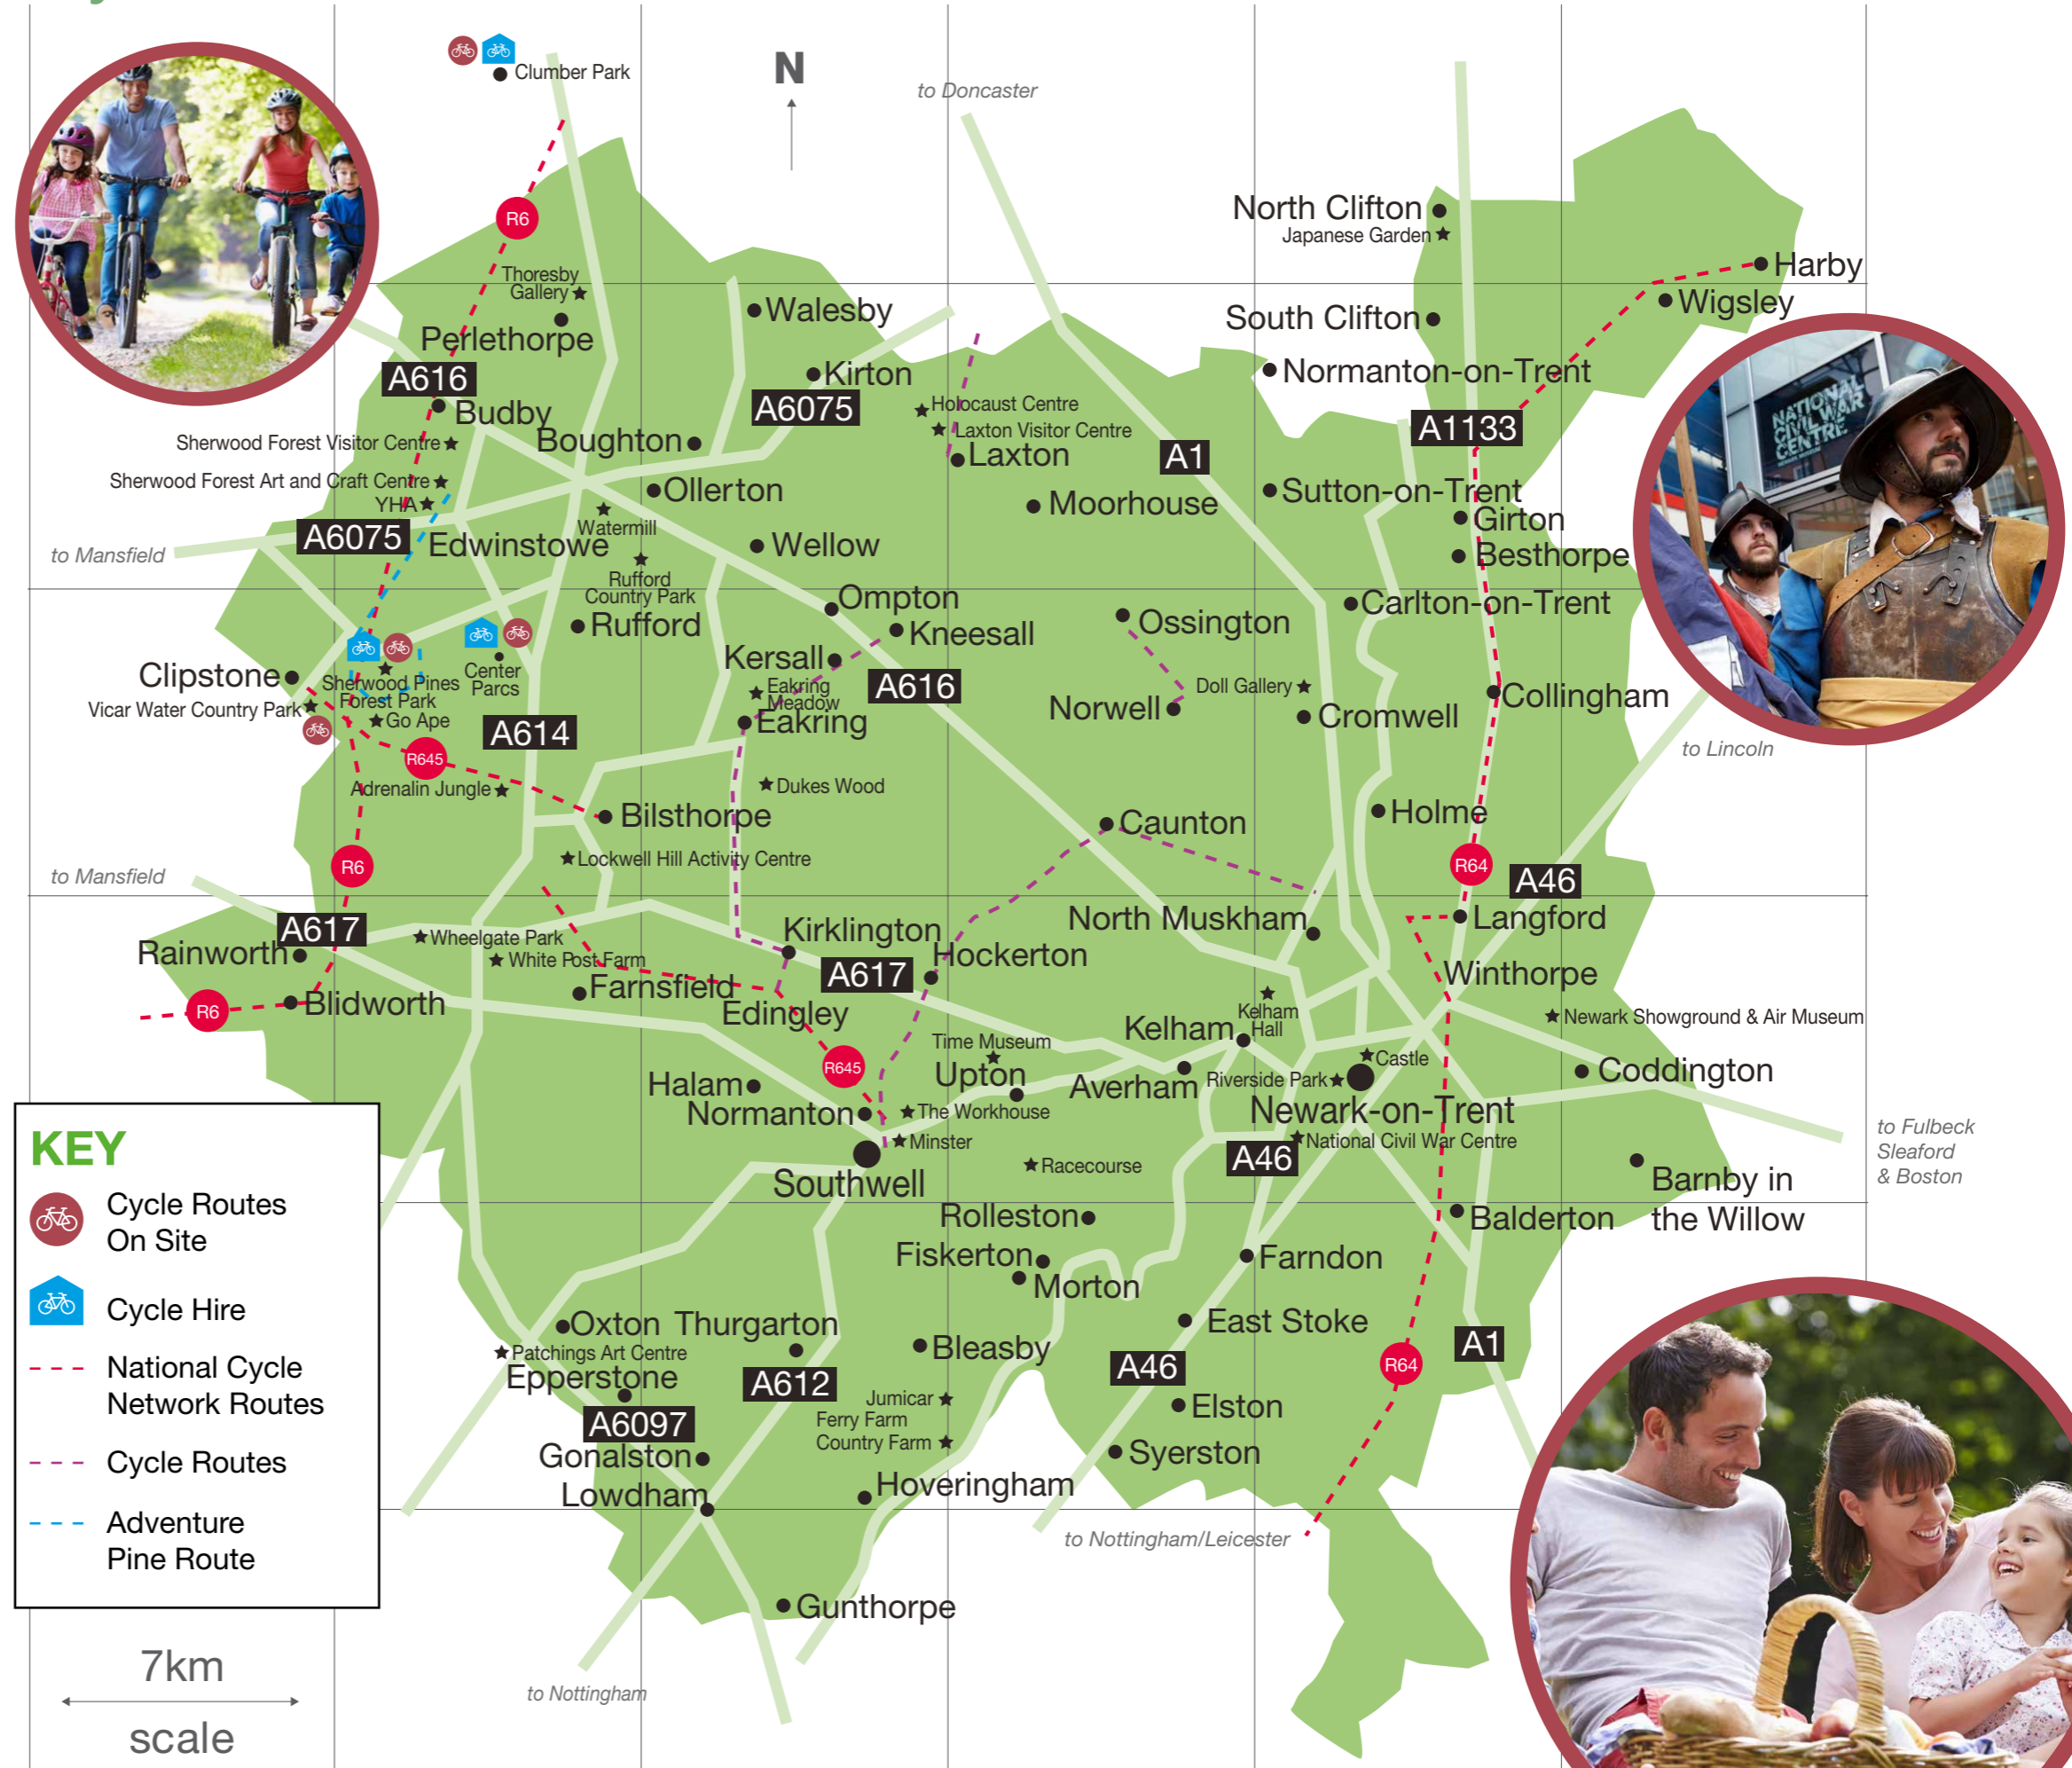 Clumber Park
N
to Doncaster
R6
North Clifton
Japanese Garden
Harby
Wigsley
Thoresby
Gallery
Perlethorpe
Walesby
South Clifton
A616
Kirton
Normanton-on-Trent
NATIONAL
CIVIL WAR
CENTRE
Budby
A6075
Holocaust Centre
Laxton Visitor Centre
A1133
Sherwood Forest Visitor Centre
Boughton
Laxton
A1
Sherwood Forest Art and Craft Centre
YHA
Ollerton
Moorhouse
Sutton-on-Trent
Girton
A6075
Edwinstowe
Watermill
Wellow
Besthorpe
to Mansfield
Rufford
Country Park
Rufford
Ompton
Kneesall
Ossington
Carlton-on-Trent
Clipstone
Sherwood Pines
Forest Park
Center
Parcs
Kersall
A616
Eakring
Meadow
Eakring
Doll Gallery
Collingham
Vicar Water Country Park
Go Ape
A614
Norwell
Cromwell
to Lincoln
R645
Adrenalin Jungle
Dukes Wood
Bilsthorpe
Caunton
Holme
R6
Lockwell Hill Activity Centre
R64
A46
to Mansfield
A617
Rainworth
Wheelgate Park
White Post Farm
Kirklington
North Muskham
Langford
Hockerton
A617
Winthorpe
R6
Blidworth
Farnsfield
Edingley
Kelham
Hall
Kelham
Newark Showground & Air Museum
R645
Time Museum
Upton
Averham
Castle
Riverside Park
Coddington
Halam
Normanton
The Workhouse
Newark-on-Trent
Minster
National Civil War Centre
Southwell
Racecourse
A46
to Fulbeck
Sleaford
& Boston
Barnby in
the Willow
Rolleston
Balderton
Fiskerton
Morton
Farndon
Oxton
Thurgarton
Bleasby
East Stoke
A1
Patchings Art Centre
Epperstone
A612
A46
R64
A6097
Jumicar
Ferry Farm
Country Farm
Elston
Gonalston
Syerston
Lowdham
Hoveringham
to Nottingham/Leicester
Gunthorpe
to Nottingham
KEY
Cycle Routes
On Site
Cycle Hire
National Cycle
Network Routes
Cycle Routes
Adventure
Pine Route
7km
scale